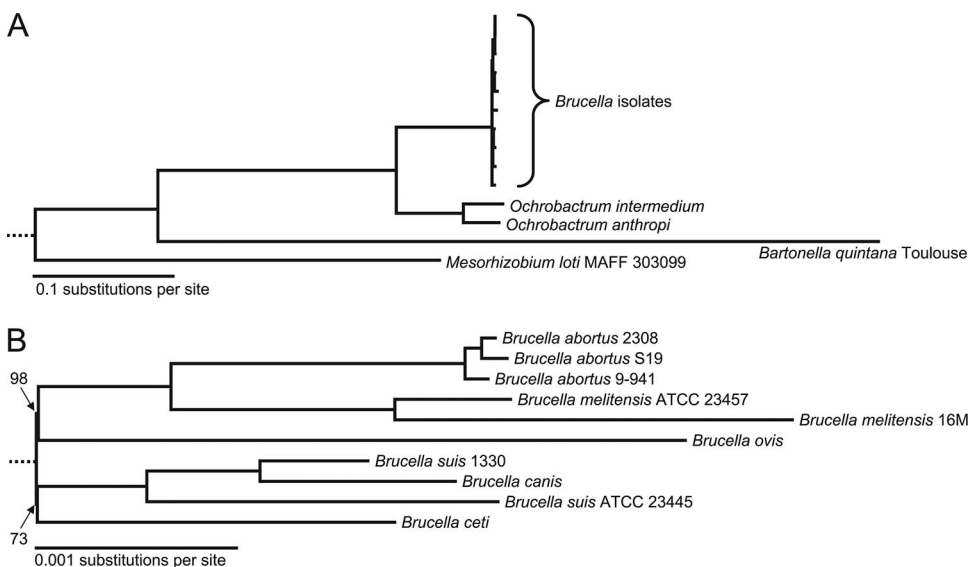 A
Brucella isolates
Ochrobactrum intermedium
Ochrobactrum anthropi
Bartonella quintana Toulouse
Mesorhizobium loti MAFF 303099
0.1 substitutions per site
B
Brucella abortus 2308
98
Brucella abortus S19
Brucella abortus 9-941
Brucella melitensis ATCC 23457
Brucella melitensis 16M
Brucella ovis
Brucella suis 1330
Brucella canis
Brucella suis ATCC 23445
Brucella ceti
73
0.001 substitutions per site